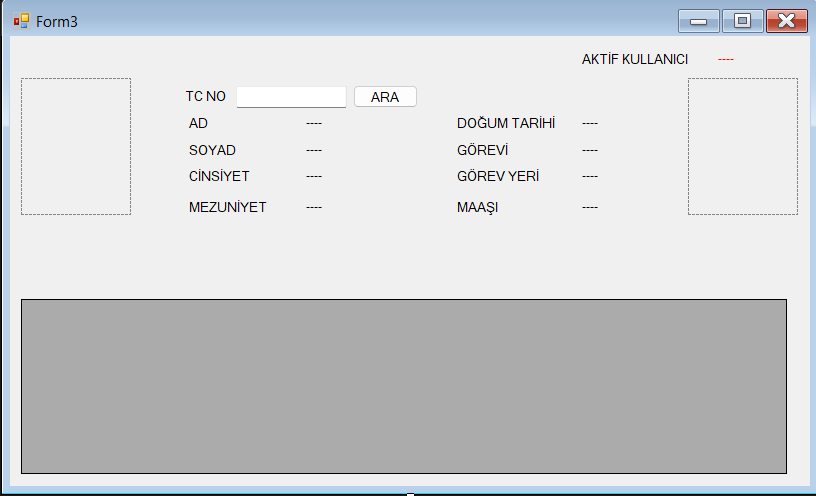 Form3
AKTİF KULLANICI ----
TC NO ARA
AD ---- DOĞUM TARİHİ ----
SOYAD ---- GÖREVİ ----
CİNSİYET ---- GÖREV YERİ ----
MEZUNİYET ---- MAAŞI ----